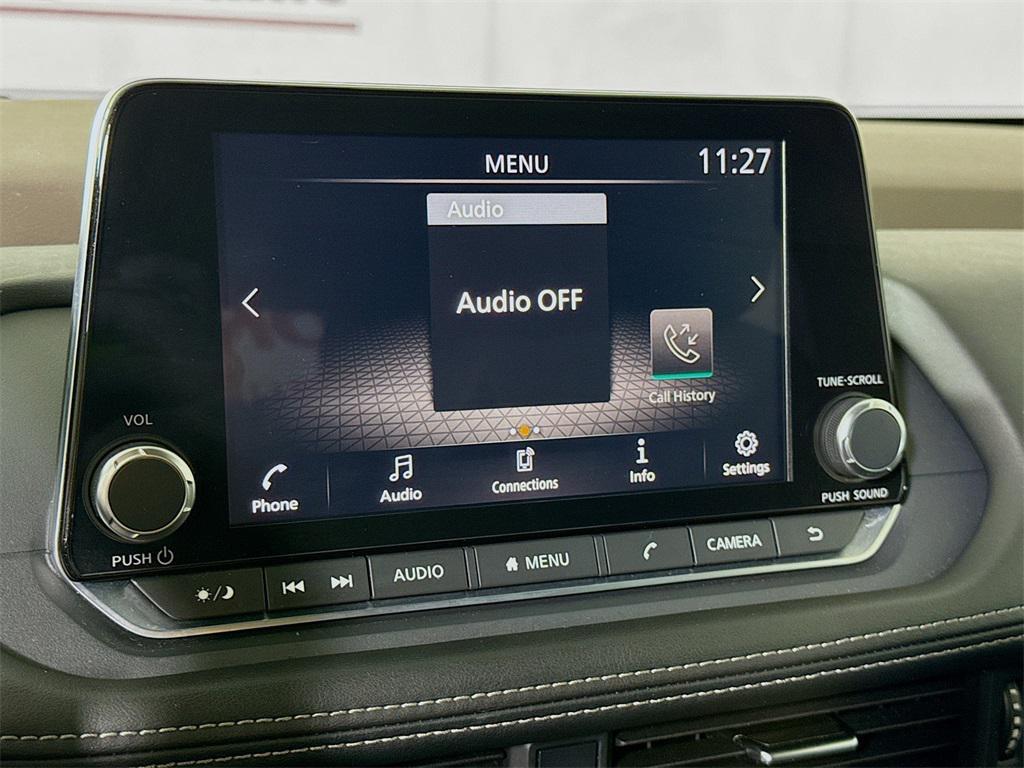 MENU
11:27
Audio
Audio OFF
Call History
Phone
Audio
Connections
Info
Settings
VOL
PUSH
TUNE·SCROLL
PUSH SOUND
AUDIO
MENU
CAMERA